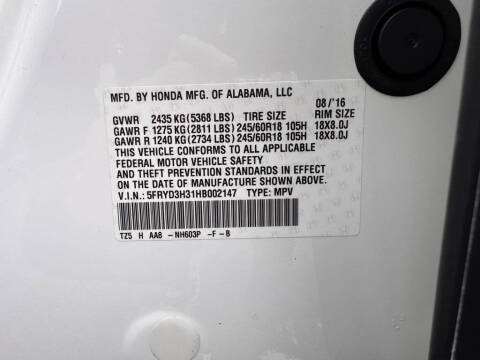 MFD. BY HONDA MFG. OF ALABAMA, LLC 08/'16
GVWR 2435 KG (5368 LBS) TIRE SIZE RIM SIZE
GAWR F 1275 KG (2811 LBS) 245/60R18 105H 18X8.0J
GAWR R 1240 KG (2734 LBS) 245/60R18 105H 18X8.0J
THIS VEHICLE CONFORMS TO ALL APPLICABLE
FEDERAL MOTOR VEHICLE SAFETY
AND THEFT PREVENTION STANDARDS IN EFFECT
ON THE DATE OF MANUFACTURE SHOWN ABOVE.
V.I.N.: 5FRYD3H31HB002147 TYPE: MPV
TZ5 H AA8 -NH603P -F -B